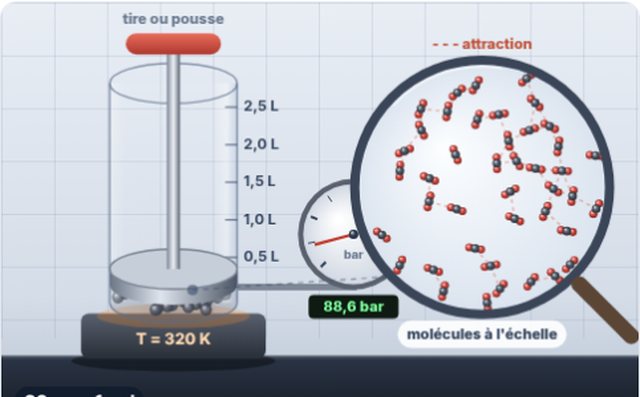 tire ou pousse
- - - attraction
2,5 L
2,0 L
1,5 L
1,0 L
0,5 L
bar
88,6 bar
T = 320 K
molécules à l'échelle